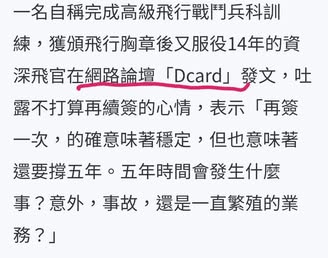 一名自稱完成高級飛行戰鬥兵科訓
練，獲頒飛行胸章後又服役14年的資
深飛官在網路論壇「Dcard」發文，吐
露不打算再續簽的心情，表示「再簽
一次，的確意味著穩定，但也意味著
還要撐五年。五年時間會發生什麼
事？意外，事故，還是一直繁殖的業
務？」